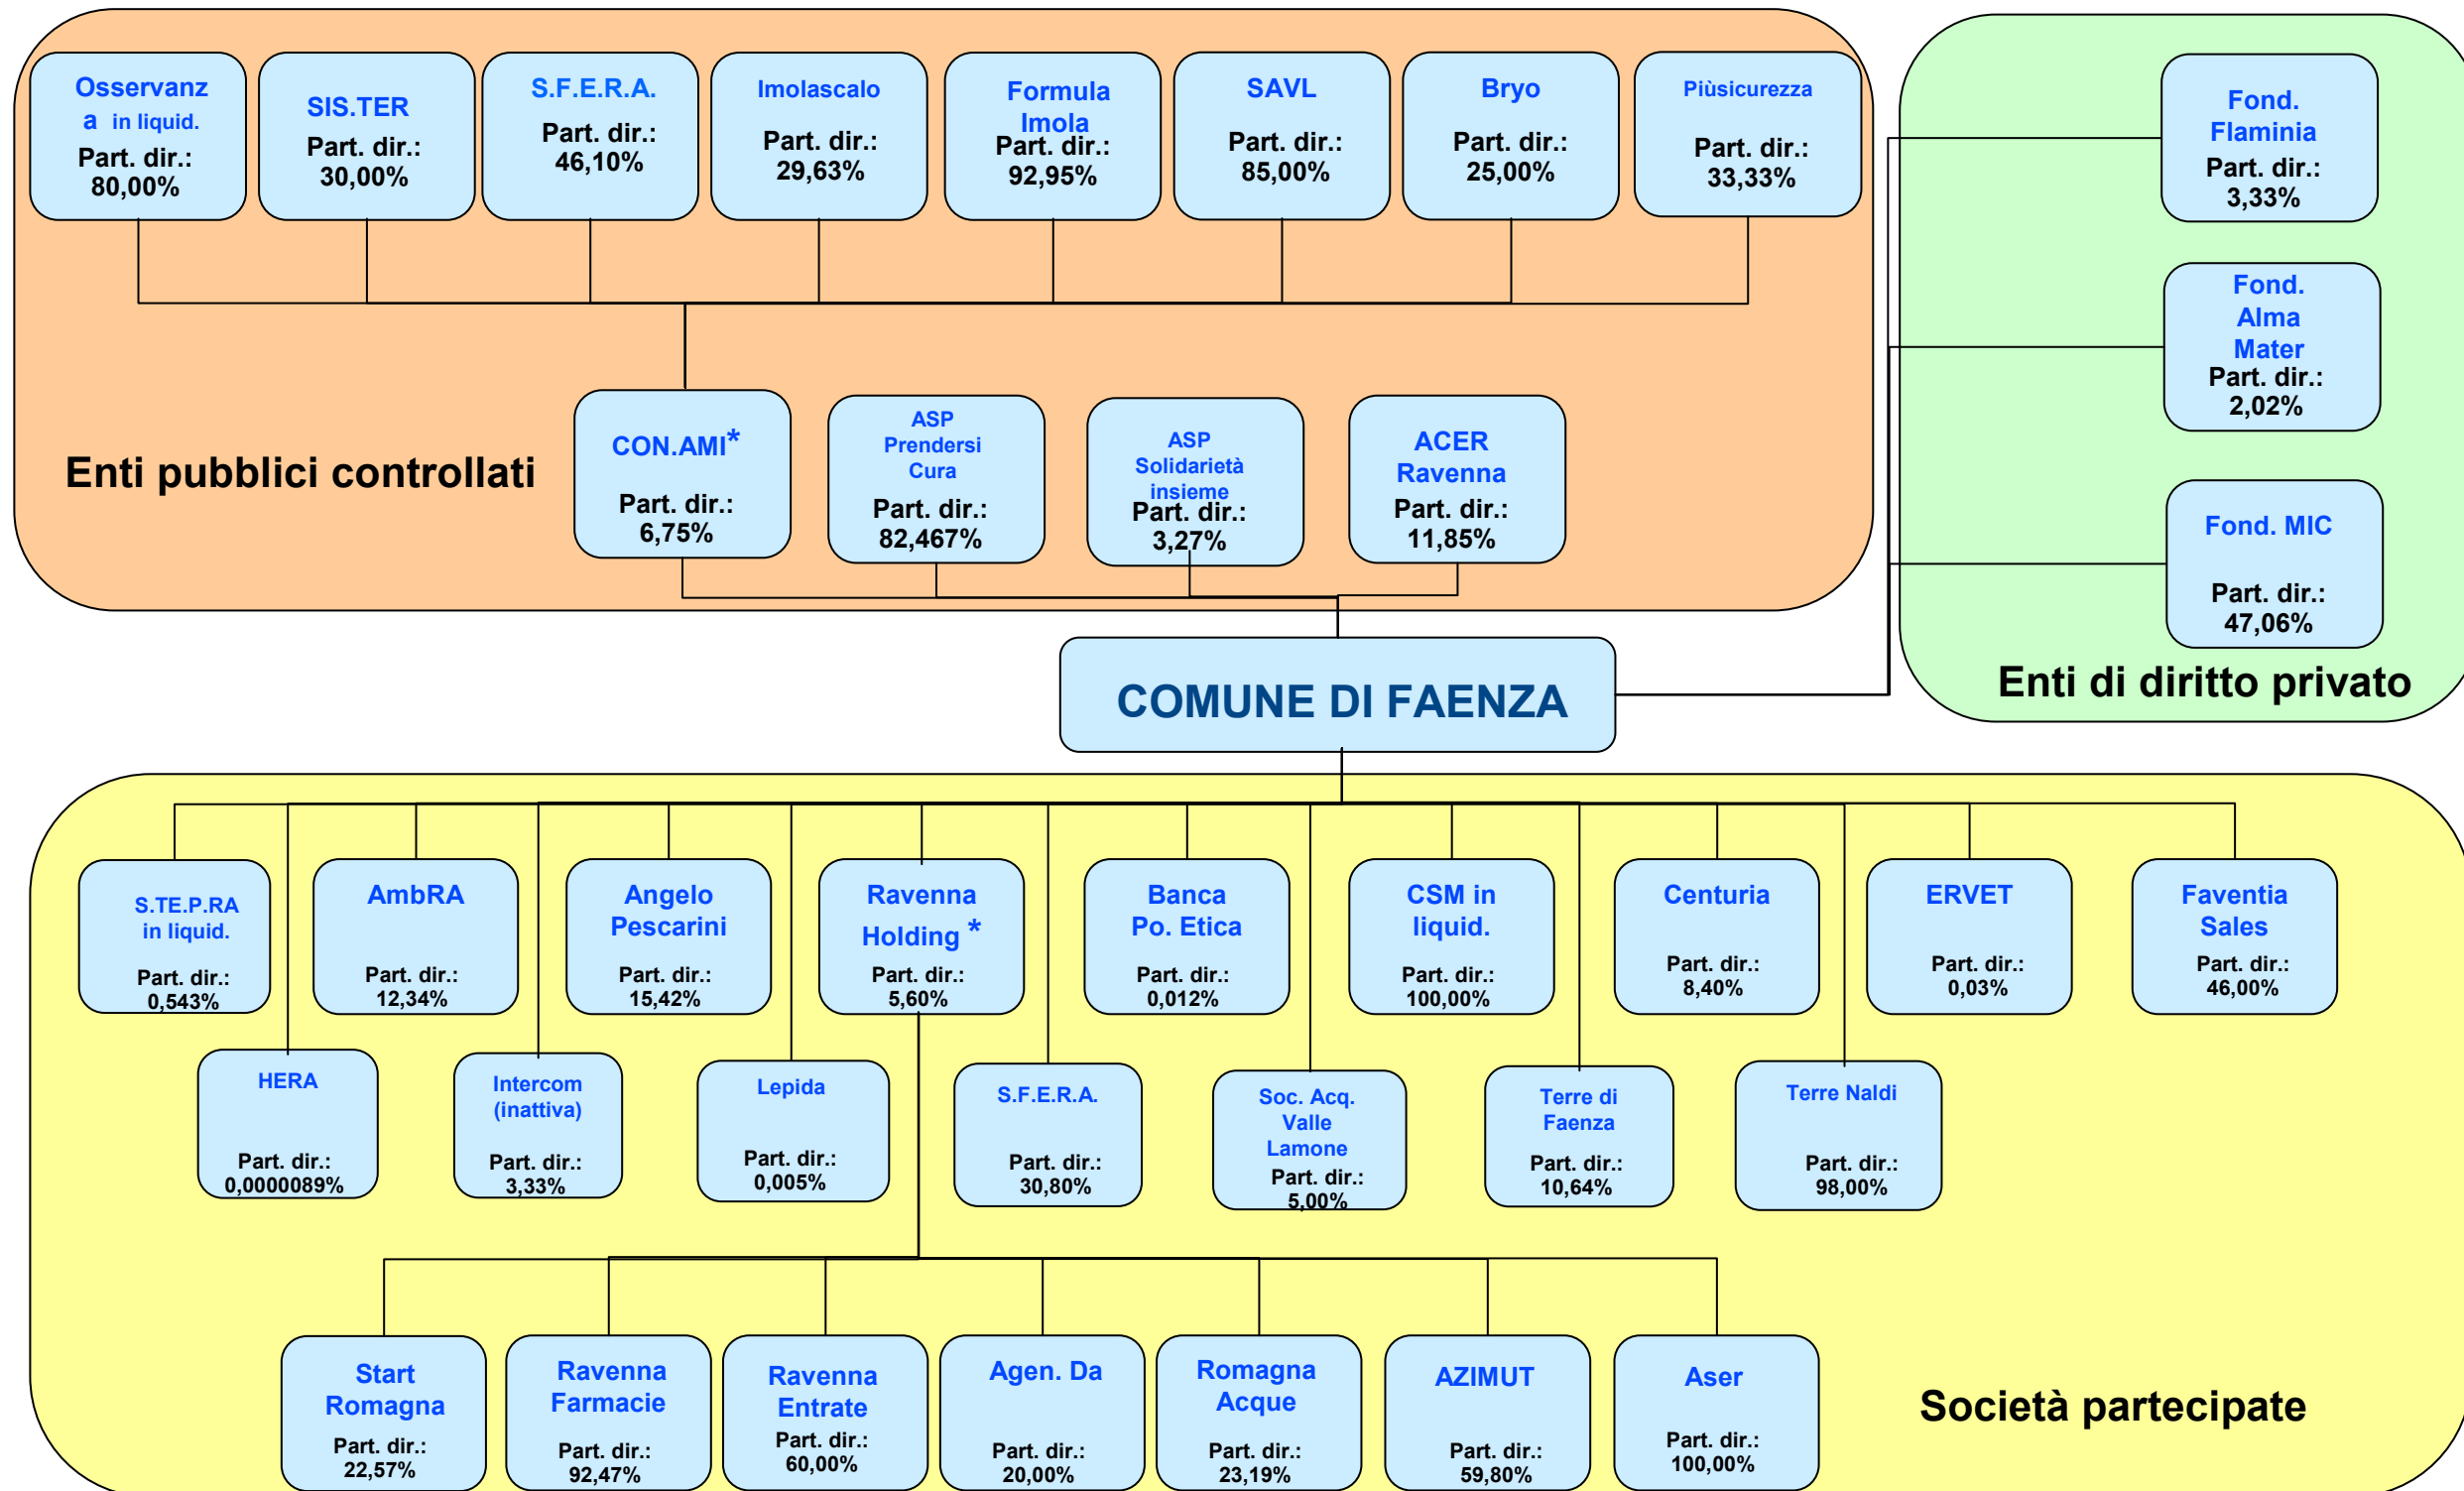 Osservanz
a in liquid.
Part. dir.:
80,00%
SIS.TER
Part. dir.:
30,00%
S.F.E.R.A.
Part. dir.:
46,10%
Imolascalo
Part. dir.:
29,63%
Formula
Imola
Part. dir.:
92,95%
SAVL
Part. dir.:
85,00%
Bryo
Part. dir.:
25,00%
Piùsicurezza
Part. dir.:
33,33%
Fond.
Flaminia
Part. dir.:
3,33%
Fond.
Alma
Mater
Part. dir.:
2,02%
Fond. MIC
Part. dir.:
47,06%
Enti di diritto privato
Enti pubblici controllati
CON.AMI*
Part. dir.:
6,75%
ASP
Prendersi
Cura
Part. dir.:
82,467%
ASP
Solidarietà
insieme
Part. dir.:
3,27%
ACER
Ravenna
Part. dir.:
11,85%
COMUNE DI FAENZA
S.TE.P.RA
in liquid.
Part. dir.:
0,543%
AmbRA
Part. dir.:
12,34%
Angelo
Pescarini
Part. dir.:
15,42%
Ravenna
Holding *
Part. dir.:
5,60%
Banca
Po. Etica
Part. dir.:
0,012%
CSM in
liquid.
Part. dir.:
100,00%
Centuria
Part. dir.:
8,40%
ERVET
Part. dir.:
0,03%
Faventia
Sales
Part. dir.:
46,00%
HERA
Part. dir.:
0,0000089%
Intercom
(inattiva)
Part. dir.:
3,33%
Lepida
Part. dir.:
0,005%
S.F.E.R.A.
Part. dir.:
30,80%
Soc. Acq.
Valle
Lamone
Part. dir.:
5,00%
Terre di
Faenza
Part. dir.:
10,64%
Terre Naldi
Part. dir.:
98,00%
Start
Romagna
Part. dir.:
22,57%
Ravenna
Farmacie
Part. dir.:
92,47%
Ravenna
Entrate
Part. dir.:
60,00%
Agen. Da
Part. dir.:
20,00%
Romagna
Acque
Part. dir.:
23,19%
AZIMUT
Part. dir.:
59,80%
Aser
Part. dir.:
100,00%
Società partecipate